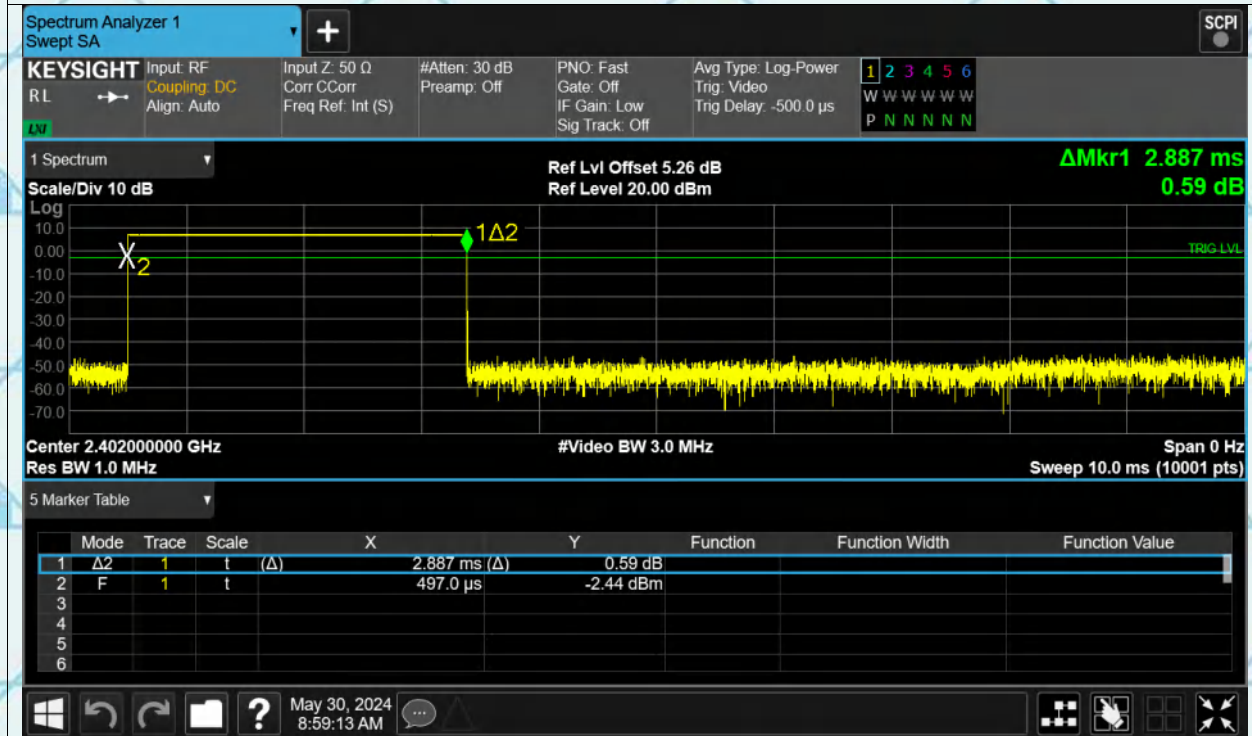 Spectrum Analyzer 1
Swept SA
+
SCPI
KEYSIGHT Input: RF Input Z: 50 Ω #Atten: 30 dB PNO: Fast Avg Type: Log-Power 1 2 3 4 5 6
RL Coupling: DC Corr CCorr Preamp: Off Gate: Off Trig: Video W W W W W W
Align: Auto Freq Ref: Int (S) IF Gain: Low Trig Delay: -500.0 µs P N N N N N
LXI Sig Track: Off
1 Spectrum
Ref Lvl Offset 5.26 dB ΔMkr1 2.887 ms
Scale/Div 10 dB Ref Level 20.00 dBm 0.59 dB
Log
10.0
1Δ2
0.00
TRIG LVL
X2
-10.0
-20.0
-30.0
-40.0
-50.0
-60.0
-70.0
Center 2.402000000 GHz #Video BW 3.0 MHz Span 0 Hz
Res BW 1.0 MHz Sweep 10.0 ms (10001 pts)
5 Marker Table
Mode Trace Scale X Y Function Function Width Function Value
1 Δ2 1 t (Δ) 2.887 ms (Δ) 0.59 dB
2 F 1 t 497.0 µs -2.44 dBm
3
4
5
6
? May 30, 2024
8:59:13 AM